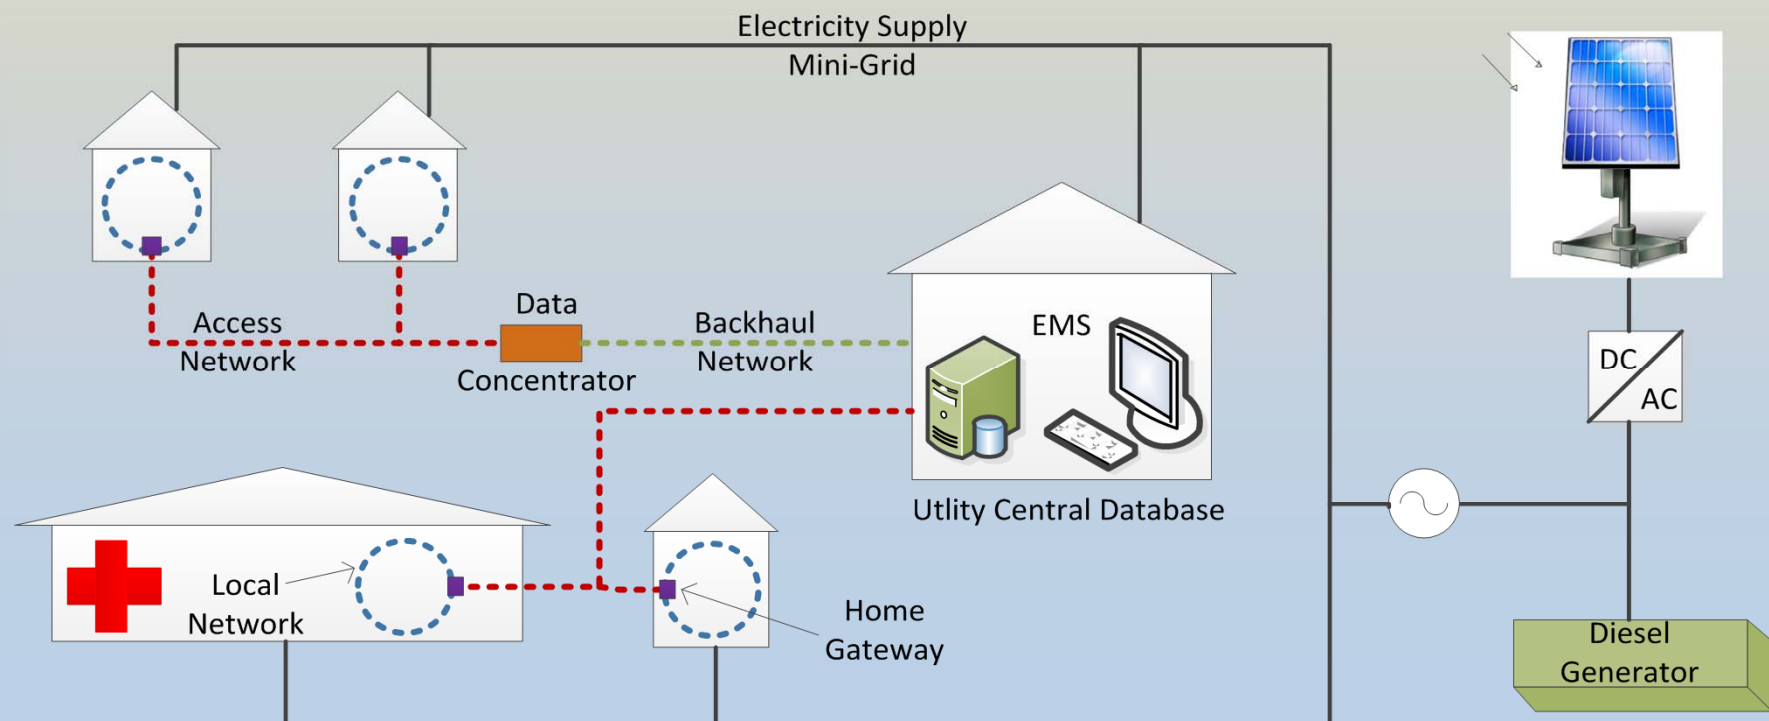 Electricity Supply
Mini-Grid
Access
Network
Data
Concentrator
Backhaul
Network
EMS
DC
AC
Utlity Central Database
Local
Network
Home
Gateway
Diesel
Generator